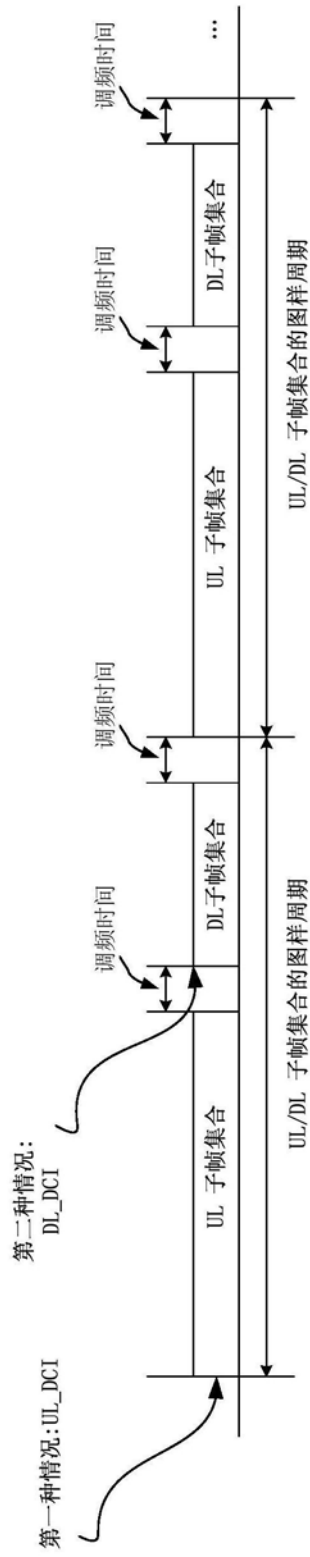 第一种情况:UL_DCI
第二种情况:
DL_DCI
调频时间
调频时间
调频时间
调频时间
UL 子帧集合
DL子帧集合
UL 子帧集合
DL子帧集合
...
UL/DL 子帧集合的图样周期
UL/DL 子帧集合的图样周期